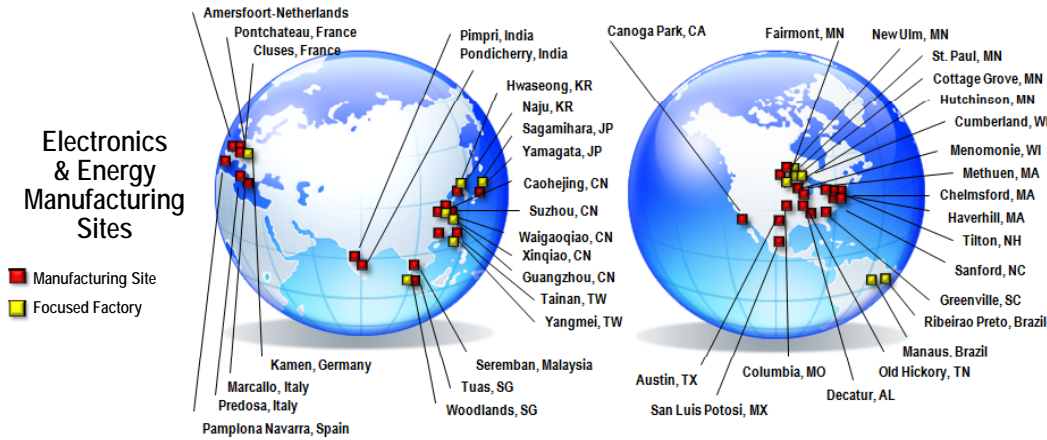 Electronics
& Energy
Manufacturing
Sites
Manufacturing Site
Focused Factory
Amersfoort-Netherlands
Pontchateau, France
Cluses, France
Pimpri, India
Pondicherry, India
Hwaseong, KR
Naju, KR
Sagamihara, JP
Yamagata, JP
Caohejing, CN
Suzhou, CN
Waigaoqiao, CN
Xinqiao, CN
Guangzhou, CN
Tainan, TW
Yangmei, TW
Seremban, Malaysia
Tuas, SG
Woodlands, SG
Kamen, Germany
Marcallo, Italy
Predosa, Italy
Pamplona Navarra, Spain
Canoga Park, CA
Fairmont, MN
New Ulm, MN
St. Paul, MN
Cottage Grove, MN
Hutchinson, MN
Cumberland, WI
Menomonie, WI
Methuen, MA
Chelmsford, MA
Haverhill, MA
Tilton, NH
Sanford, NC
Greenville, SC
Ribeirao Preto, Brazil
Manaus. Brazil
Old Hickory, TN
Decatur, AL
Columbia, MO
Austin, TX
San Luis Potosi, MX